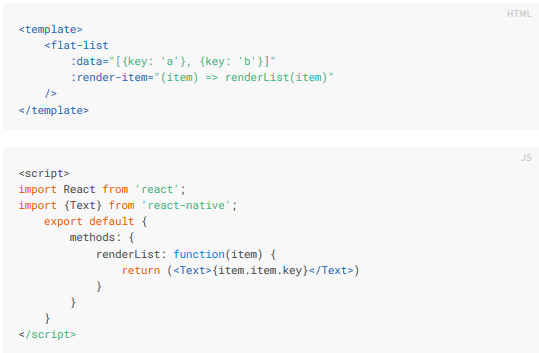 HTML
<template>
    <flat-list
        :data="[{key: 'a'}, {key: 'b'}]"
        :render-item="(item) => renderList(item)"
    />
</template>
JS
<script>
import React from 'react';
import {Text} from 'react-native';
    export default {
        methods: {
            renderList: function(item) {
                return (<Text>{item.item.key}</Text>)
            }
        }
    }
</script>